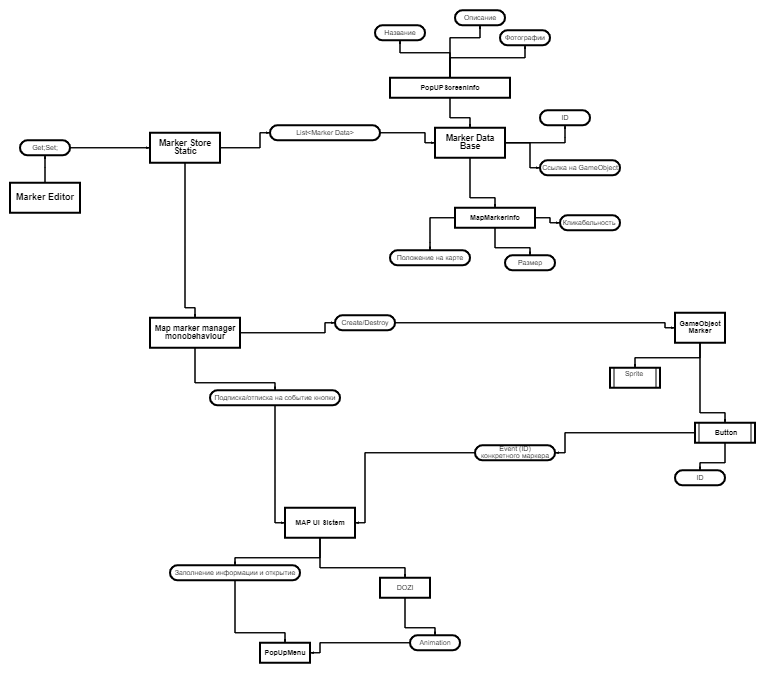 Описание
Название
Фотографии
PopUPScreenInfo
ID
List<Marker Data>
Marker Store
Static
Marker Data
Base
Get;Set;
Ссылка на GameObject
Marker Editor
MapMarkerInfo
Кликабельность
Положение на карте
Размер
Map marker manager
monobehaviour
Create/Destroy
GameObject
Marker
Sprite
Подписка/отписка на событие кнопки
Button
Event (ID)
конкретного маркера
ID
MAP UI Sistem
Заполнение информации и открытие
DOZI
Animation
PopUpMenu